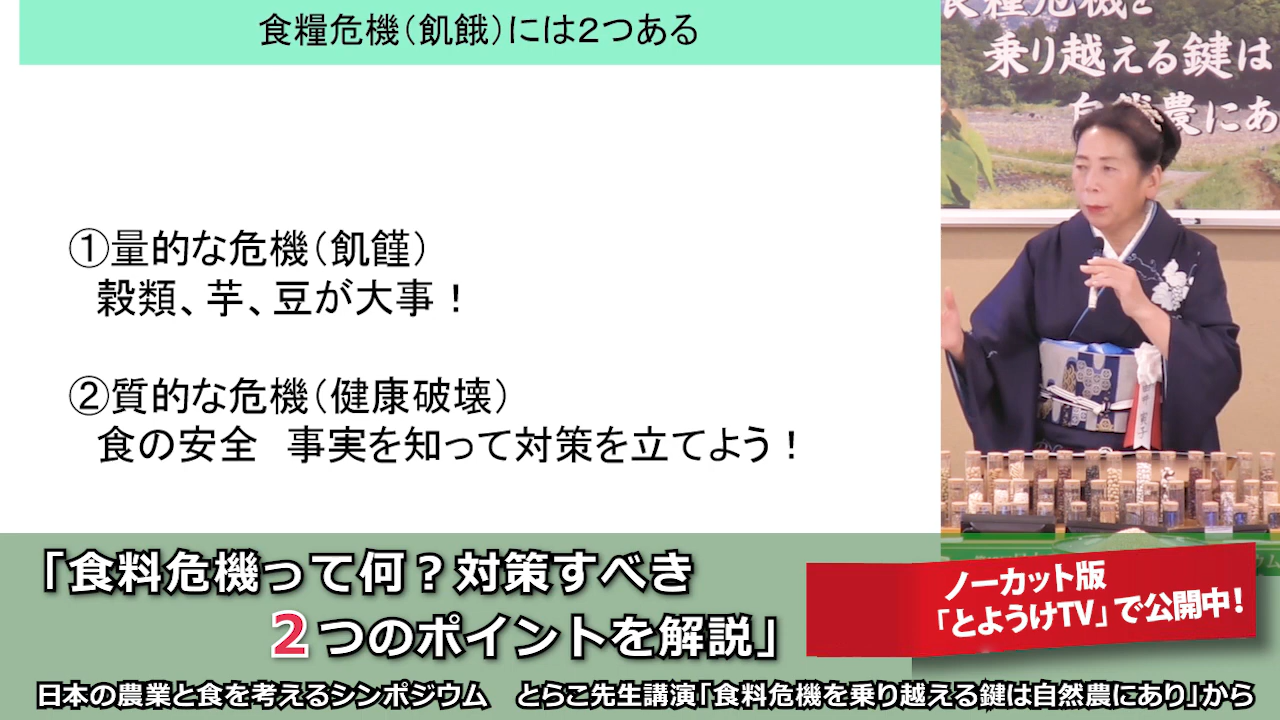 食糧危機（飢餓）には２つある
食糧危機を
乗り越える鍵は
自然農にあ
①量的な危機（飢饉）
穀類、芋、豆が大事！
②質的な危機（健康破壊）
食の安全　事実を知って対策を立てよう！
「食料危機って何？対策すべき
２つのポイントを解説」
ノーカット版
「とようけTV」で公開中！
日本の農業と食を考えるシンポジウム　とらこ先生講演「食料危機を乗り越える鍵は自然農にあり」から